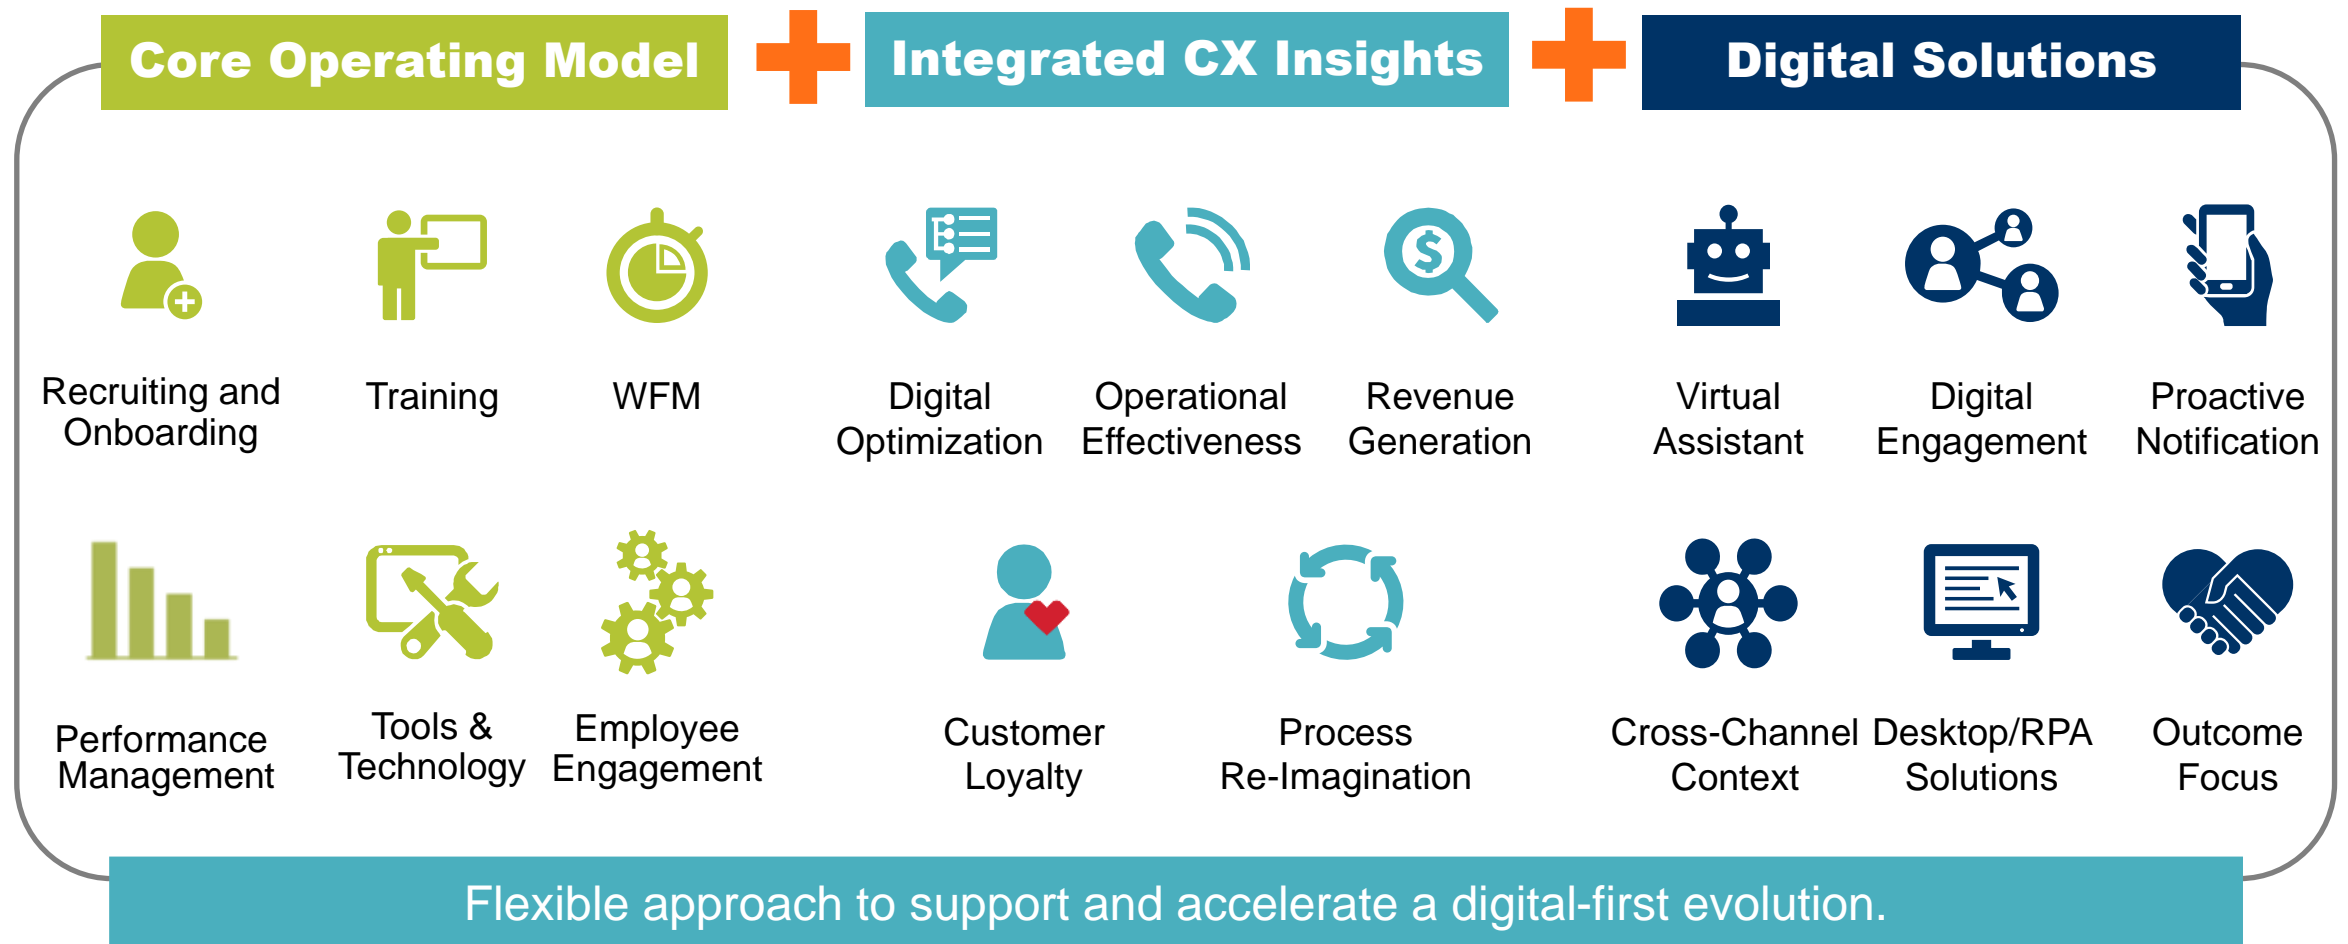 Core Operating Model
Integrated CX Insights
Digital Solutions
Recruiting and
Onboarding
Training
WFM
Digital
Optimization
Operational
Effectiveness
$
Revenue
Generation
Virtual
Assistant
Digital
Engagement
Proactive
Notification
Performance
Management
Tools &
Technology
Employee
Engagement
Customer
Loyalty
Process
Re-Imagination
Cross-Channel
Context
Desktop/RPA
Solutions
Outcome
Focus
Flexible approach to support and accelerate a digital-first evolution.